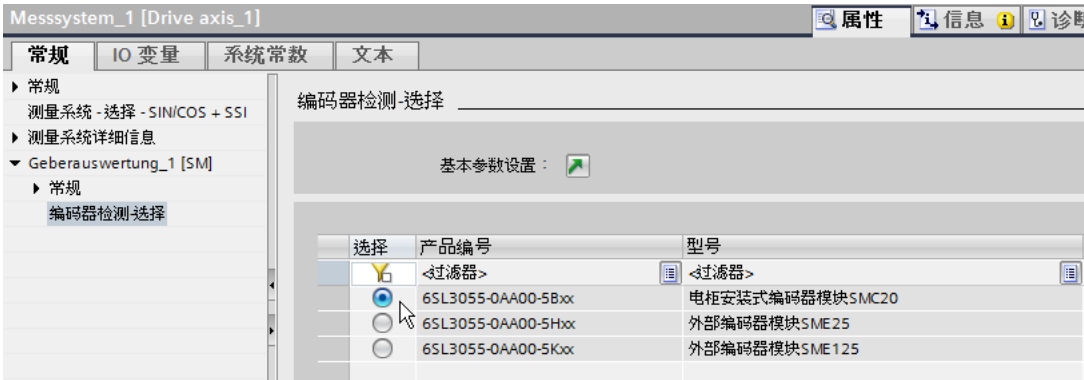 Messsystem_1 [Drive axis_1]
属性
信息
诊断
常规
IO 变量
系统常数
文本
常规
测量系统 - 选择 - SIN/COS + SSI
测量系统详细信息
Geberauswertung_1 [SM]
常规
编码器检测-选择
编码器检测-选择
基本参数设置：
选择 产品编号 型号
<过滤器> <过滤器>
6SL3055-0AA00-5Bxx 电柜安装式编码器模块SMC20
6SL3055-0AA00-5Hxx 外部编码器模块SME25
6SL3055-0AA00-5Kxx 外部编码器模块SME125